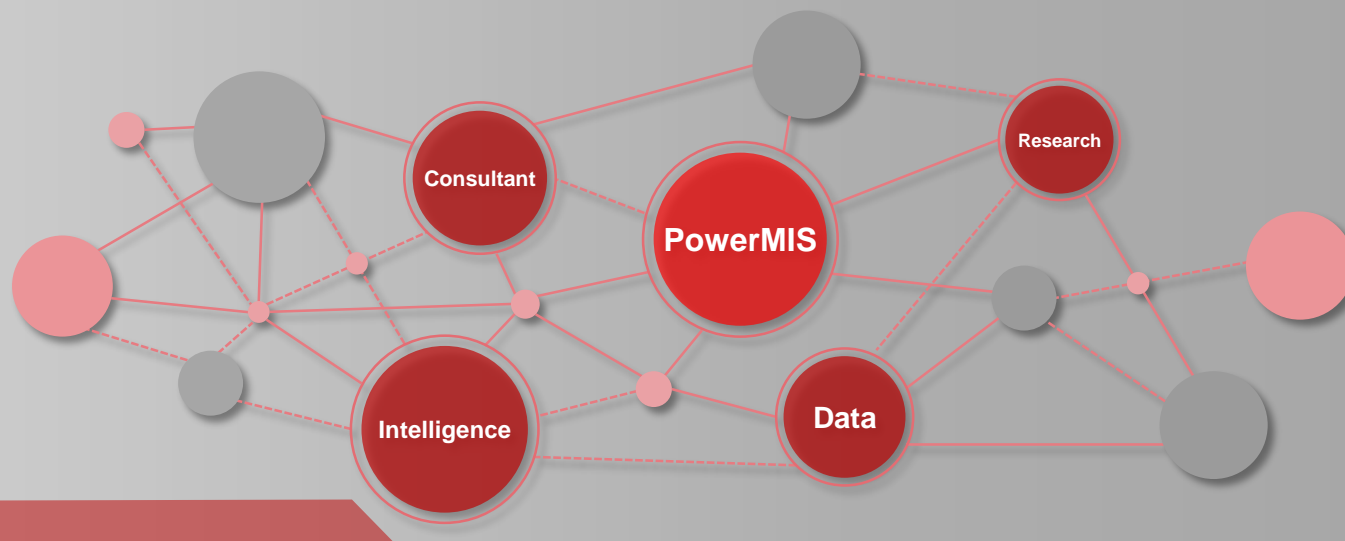 Research
Consultant
PowerMIS
Data
Intelligence